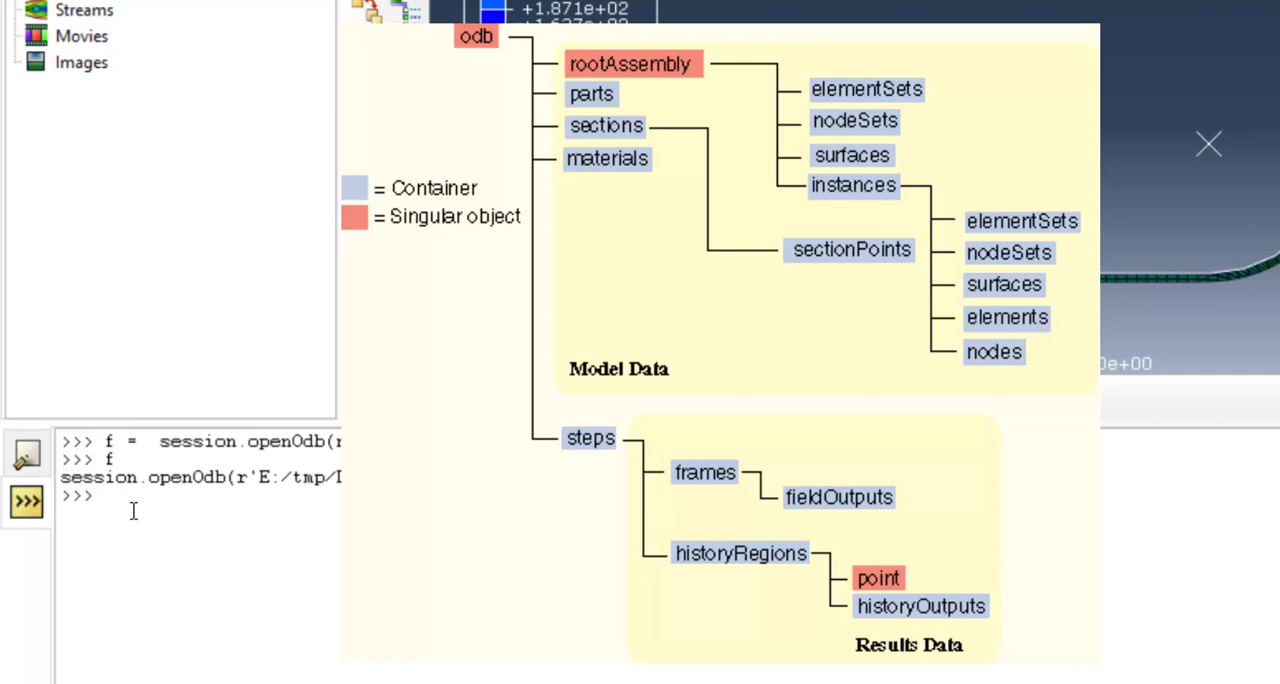 Streams
Movies
Images
+1.871e+02
odb
rootAssembly
parts
sections
materials
elementSets
nodeSets
surfaces
instances
sectionPoints
elementSets
nodeSets
surfaces
elements
nodes
= Container
= Singular object
Model Data
0e+00
steps
frames
fieldOutputs
historyRegions
point
historyOutputs
Results Data
>>> f = session.openOdb(r
>>> f
session.openOdb(r'E:/tmp/
>>>
>>>